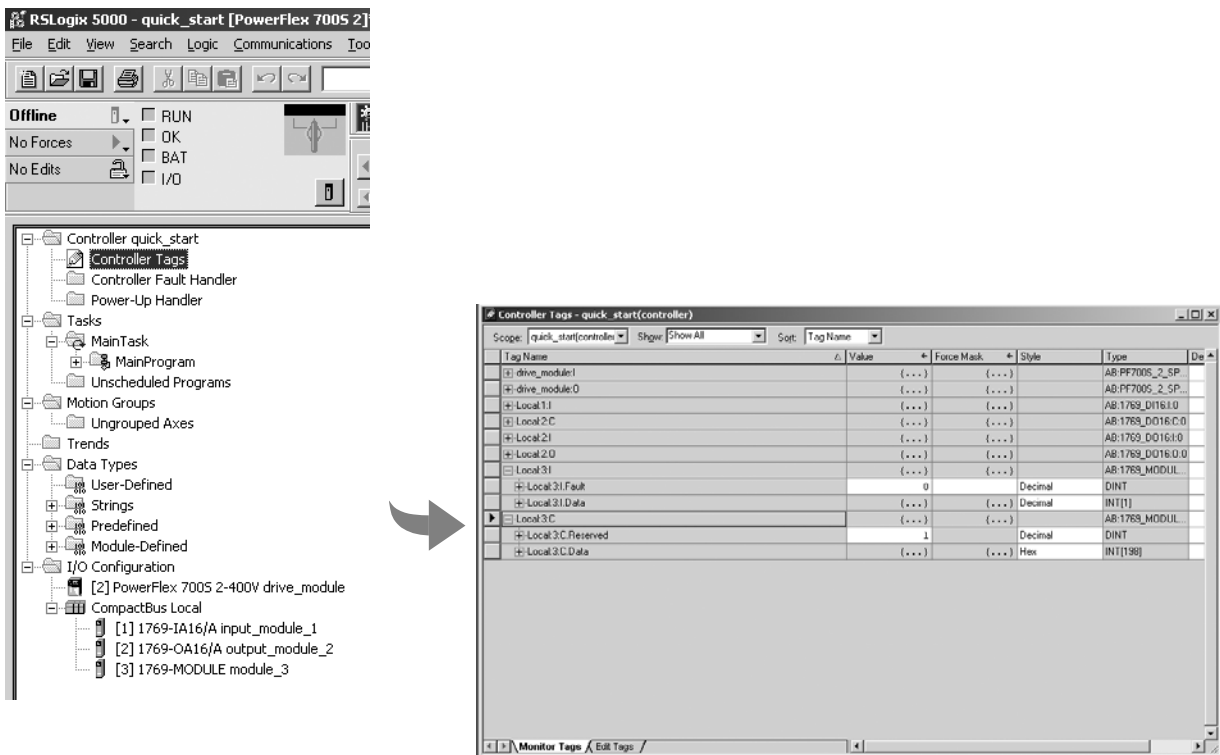 RSLogix 5000 - quick_start [PowerFlex 700S 2]
File Edit View Search Logic Communications Too
Offline RUN
No Forces OK
No Edits BAT
I/O
Controller quick_start
Controller Tags
Controller Fault Handler
Power-Up Handler
Tasks
MainTask
MainProgram
Unscheduled Programs
Motion Groups
Ungrouped Axes
Trends
Data Types
User-Defined
Strings
Predefined
Module-Defined
I/O Configuration
[2] PowerFlex 700S 2-400V drive_module
CompactBus Local
[1] 1769-IA16/A input_module_1
[2] 1769-OA16/A output_module_2
[3] 1769-MODULE module_3
Controller Tags - quick_start(controller)
Scope: quick_start(controller Show: Show All Sort: Tag Name
Tag Name Value Force Mask Style Type De
drive_module:I {...} {...} AB:PF700S_2_SP...
drive_module:O {...} {...} AB:PF700S_2_SP...
Local:1:I {...} {...} AB:1769_DI16:I:0
Local:2:C {...} {...} AB:1769_DO16:C:0
Local:2:I {...} {...} AB:1769_DO16:I:0
Local:2:O {...} {...} AB:1769_DO16:O:0
Local:3:I {...} {...} AB:1769_MODUL...
Local:3:I.Fault 0 Decimal DINT
Local:3:I.Data {...} {...} Decimal INT[1]
Local:3:C {...} {...} AB:1769_MODUL...
Local:3:C.Reserved 1 Decimal DINT
Local:3:C.Data {...} {...} Hex INT[198]
Monitor Tags Edit Tags